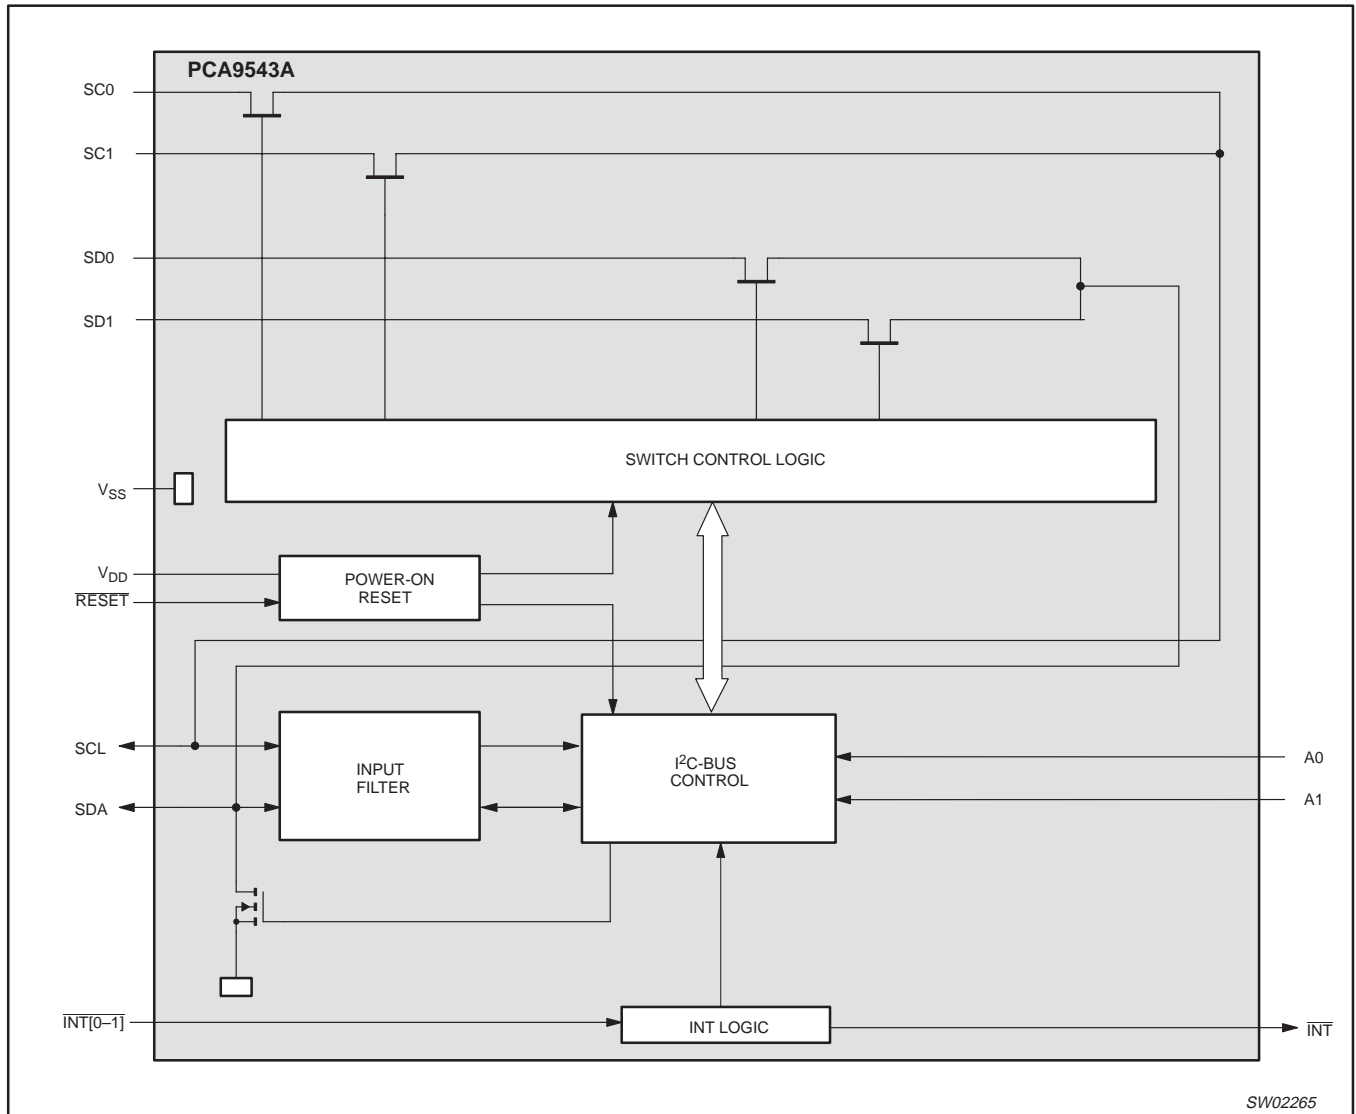 PCA9543A
SC0
SC1
SD0
SD1
SWITCH CONTROL LOGIC
VSS
VDD
RESET
POWER-ON
RESET
SCL
SDA
INPUT
FILTER
I²C-BUS
CONTROL
A0
A1
INT[0–1]
INT LOGIC
INT
SW02265